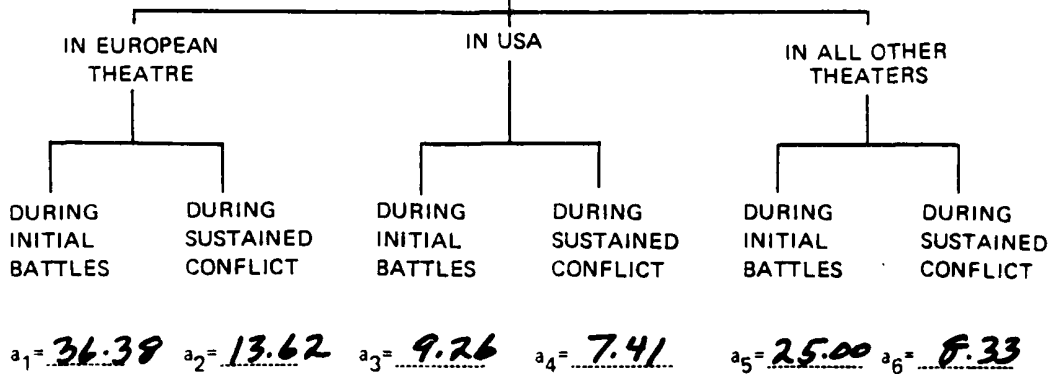 IN EUROPEAN THEATRE
IN USA
IN ALL OTHER THEATERS
DURING INITIAL BATTLES
DURING SUSTAINED CONFLICT
DURING INITIAL BATTLES
DURING SUSTAINED CONFLICT
DURING INITIAL BATTLES
DURING SUSTAINED CONFLICT
a1= 36.38 a2= 13.62 a3= 9.26 a4= 7.41 a5= 25.00 a6= 8.33